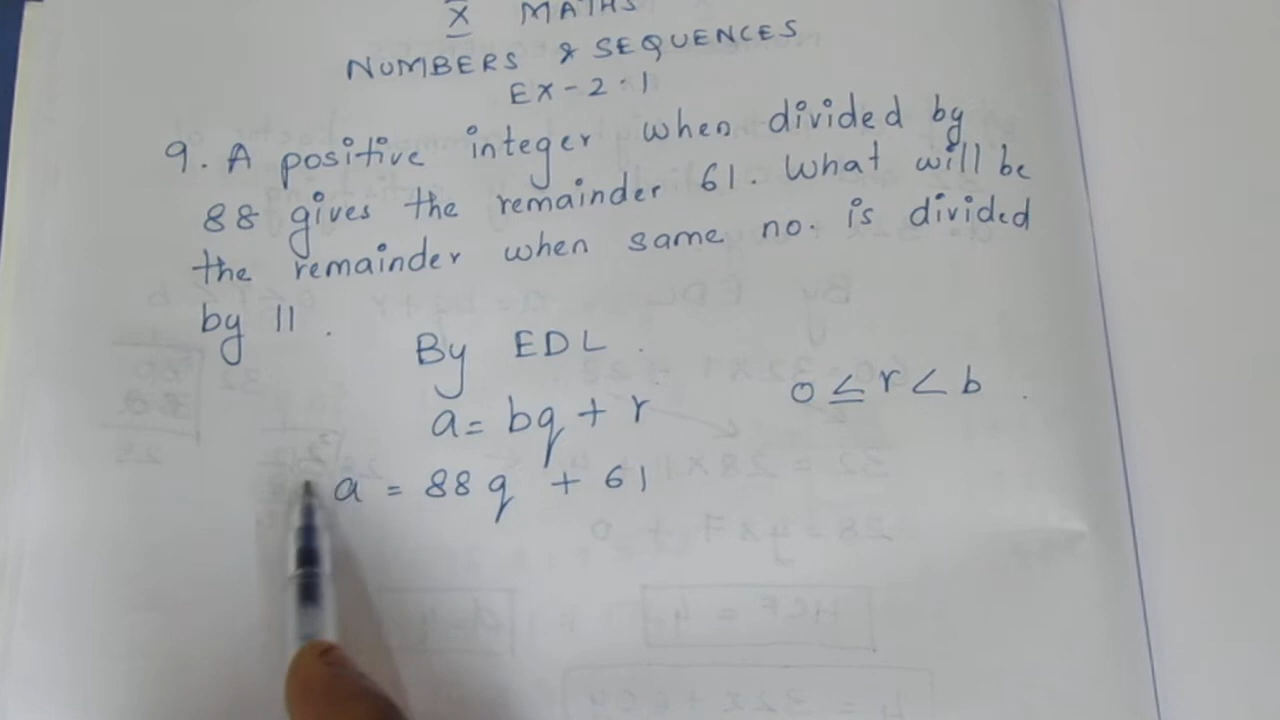 X MATHS
NUMBERS & SEQUENCES
EX-2.1
9. A positive integer when divided by
88 gives the remainder 61. What will be
the remainder when same no. is divided
by 11.
By EDL.
a = bq + r 0 ≤ r < b.
a = 88q + 61